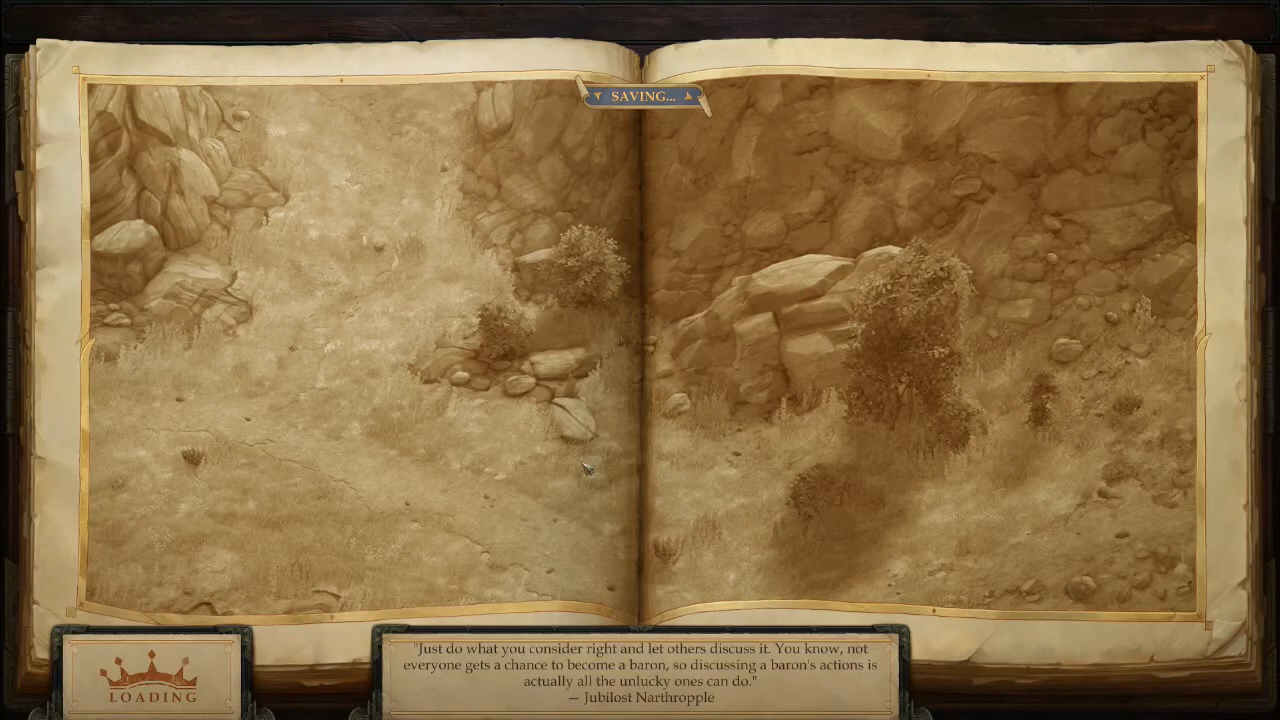 SAVING...
"Just do what you consider right and let others discuss it. You know, not
everyone gets a chance to become a baron, so discussing a baron's actions is
actually all the unlucky ones can do."
— Jubilost Narthropple
LOADING